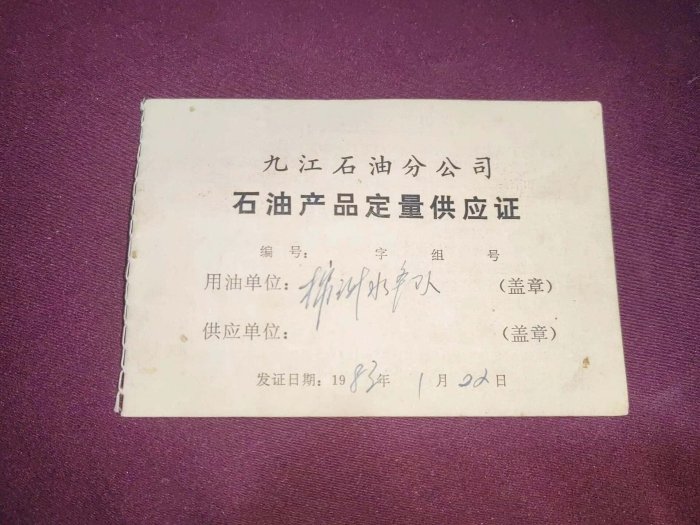 九江石油分公司
石油产品定量供应证
编号： 字 组 号
用油单位： 水 队 （盖章）
供应单位： （盖章）
发证日期：1983年1月22日